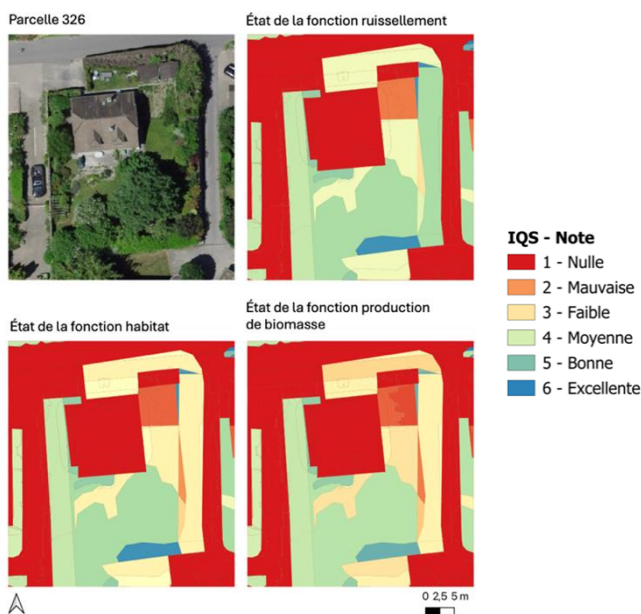 Parcelle 326
État de la fonction ruissellement
IQS - Note
1 - Nulle
2 - Mauvaise
3 - Faible
4 - Moyenne
5 - Bonne
6 - Excellente
État de la fonction habitat
État de la fonction production
de biomasse
0 2,5 5 m